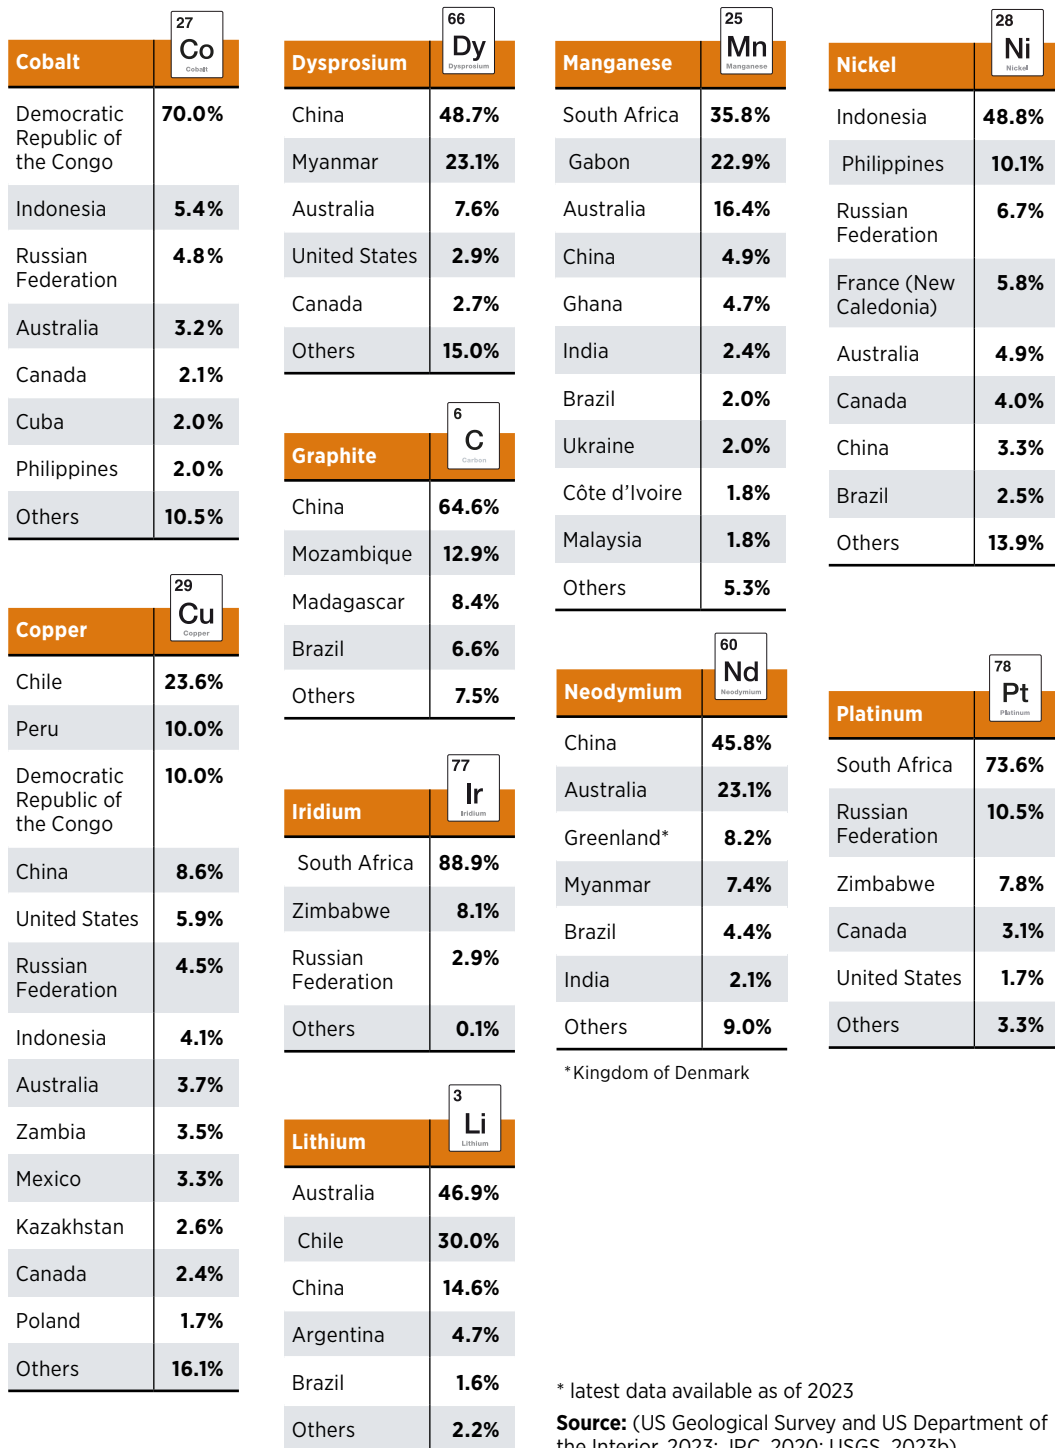 27
Co
Cobalt
Cobalt
Democratic 70.0%
Republic of
the Congo
Indonesia 5.4%
Russian 4.8%
Federation
Australia 3.2%
Canada 2.1%
Cuba 2.0%
Philippines 2.0%
Others 10.5%
29
Cu
Copper
Copper
Chile 23.6%
Peru 10.0%
Democratic 10.0%
Republic of
the Congo
China 8.6%
United States 5.9%
Russian 4.5%
Federation
Indonesia 4.1%
Australia 3.7%
Zambia 3.5%
Mexico 3.3%
Kazakhstan 2.6%
Canada 2.4%
Poland 1.7%
Others 16.1%
66
Dy
Dysprosium
Dysprosium
China 48.7%
Myanmar 23.1%
Australia 7.6%
United States 2.9%
Canada 2.7%
Others 15.0%
6
C
Carbon
Graphite
China 64.6%
Mozambique 12.9%
Madagascar 8.4%
Brazil 6.6%
Others 7.5%
77
Ir
Iridium
Iridium
South Africa 88.9%
Zimbabwe 8.1%
Russian 2.9%
Federation
Others 0.1%
3
Li
Lithium
Lithium
Australia 46.9%
Chile 30.0%
China 14.6%
Argentina 4.7%
Brazil 1.6%
Others 2.2%
25
Mn
Manganese
Manganese
South Africa 35.8%
Gabon 22.9%
Australia 16.4%
China 4.9%
Ghana 4.7%
India 2.4%
Brazil 2.0%
Ukraine 2.0%
Côte d'Ivoire 1.8%
Malaysia 1.8%
Others 5.3%
60
Nd
Neodymium
Neodymium
China 45.8%
Australia 23.1%
Greenland* 8.2%
Myanmar 7.4%
Brazil 4.4%
India 2.1%
Others 9.0%
*Kingdom of Denmark
28
Ni
Nickel
Nickel
Indonesia 48.8%
Philippines 10.1%
Russian 6.7%
Federation
France (New 5.8%
Caledonia)
Australia 4.9%
Canada 4.0%
China 3.3%
Brazil 2.5%
Others 13.9%
78
Pt
Platinum
Platinum
South Africa 73.6%
Russian 10.5%
Federation
Zimbabwe 7.8%
Canada 3.1%
United States 1.7%
Others 3.3%
* latest data available as of 2023
Source: (US Geological Survey and US Department of
the Interior, 2023; JRC, 2020; USGS, 2023b)